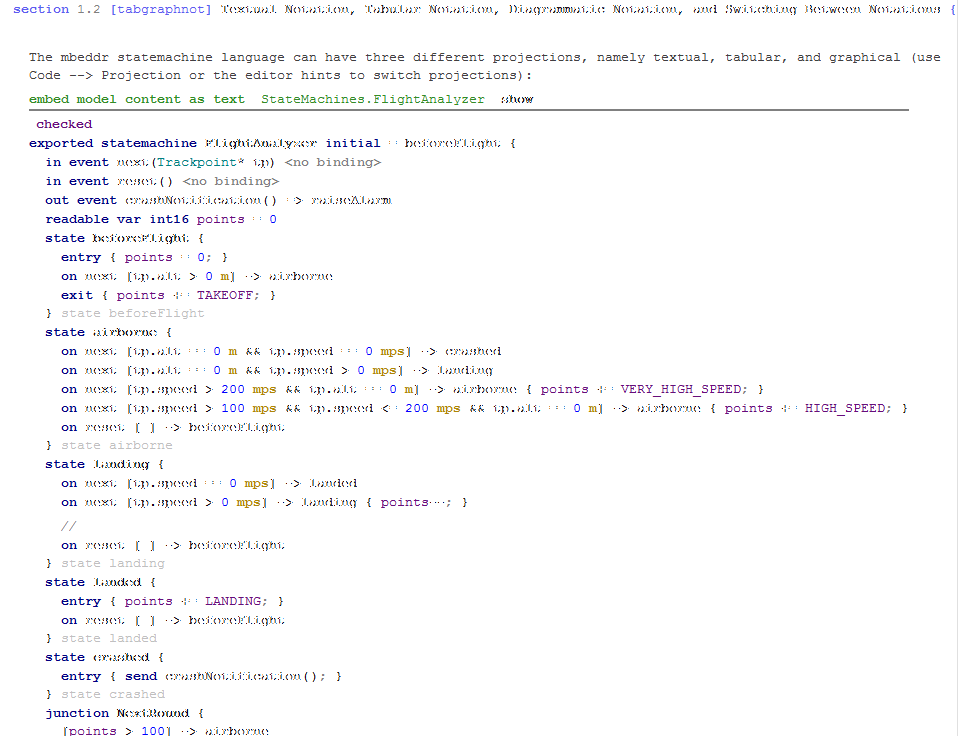 section 1.2 [tabgraphnot] Textual Notation, Tabular Notation, Diagrammatic Notation, and Switching Between Notations {
The mbeddr statemachine language can have three different projections, namely textual, tabular, and graphical (use
Code --> Projection or the editor hints to switch projections):
embed model content as text StateMachines.FlightAnalyzer show
checked
exported statemachine FlightAnalyzer initial = beforeFlight {
in event next(Trackpoint* tp) <no binding>
in event reset() <no binding>
out event crashNotification() -> raiseAlarm
readable var int16 points = 0
state beforeFlight {
entry { points = 0; }
on next [tp.alt > 0 m] -> airborne
exit { points += TAKEOFF; }
} state beforeFlight
state airborne {
on next [tp.alt == 0 m && tp.speed == 0 mps] -> crashed
on next [tp.alt == 0 m && tp.speed > 0 mps] -> landing
on next [tp.speed > 200 mps && tp.alt == 0 m] -> airborne { points += VERY_HIGH_SPEED; }
on next [tp.speed > 100 mps && tp.speed <= 200 mps && tp.alt == 0 m] -> airborne { points += HIGH_SPEED; }
on reset [ ] -> beforeFlight
} state airborne
state landing {
on next [tp.speed == 0 mps] -> landed
on next [tp.speed > 0 mps] -> landing { points--; }
//
on reset [ ] -> beforeFlight
} state landing
state landed {
entry { points += LANDING; }
on reset [ ] -> beforeFlight
} state landed
state crashed {
entry { send crashNotification(); }
} state crashed
junction NextRound {
[points > 100] -> airborne